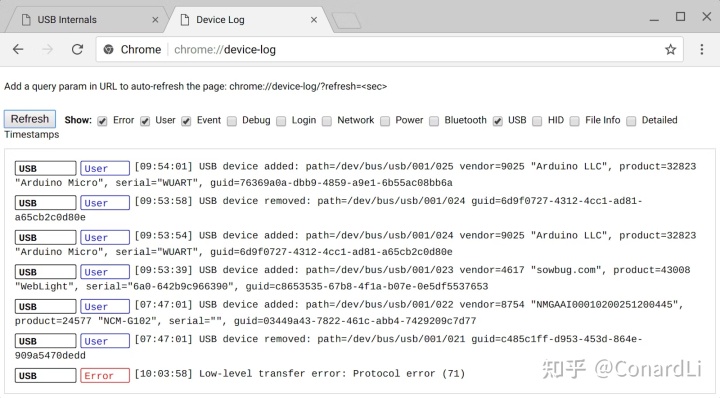 USB Internals
Device Log
Chrome chrome://device-log
Add a query param in URL to auto-refresh the page: chrome://device-log/?refresh=<sec>
Refresh Show: Error User Event Debug Login Network Power Bluetooth USB HID File Info Detailed
Timestamps
USB User [09:54:01] USB device added: path=/dev/bus/usb/001/025 vendor=9025 "Arduino LLC", product=32823
"Arduino Micro", serial="WUART", guid=76369a0a-dbb9-4859-a9e1-6b55ac08bb6a
USB User [09:53:58] USB device removed: path=/dev/bus/usb/001/024 guid=6d9f0727-4312-4cc1-ad81-
a65cb2c0d80e
USB User [09:53:54] USB device added: path=/dev/bus/usb/001/024 vendor=9025 "Arduino LLC", product=32823
"Arduino Micro", serial="WUART", guid=6d9f0727-4312-4cc1-ad81-a65cb2c0d80e
USB User [09:53:39] USB device added: path=/dev/bus/usb/001/023 vendor=4617 "sowbug.com", product=43008
"WebLight", serial="6a0-642b9c966390", guid=c8653535-67b8-4f1a-b07e-0e5df5537653
USB User [07:47:01] USB device added: path=/dev/bus/usb/001/022 vendor=8754 "NMGAAI00010200251200445",
product=24577 "NCM-G102", serial="", guid=03449a43-7822-461c-abb4-7429209c7d77
USB User [07:47:01] USB device removed: path=/dev/bus/usb/001/021 guid=c485c1ff-d953-453d-864e-
909a5470dedd
USB Error [10:03:58] Low-level transfer error: Protocol error (71)
知乎 @ConardLi